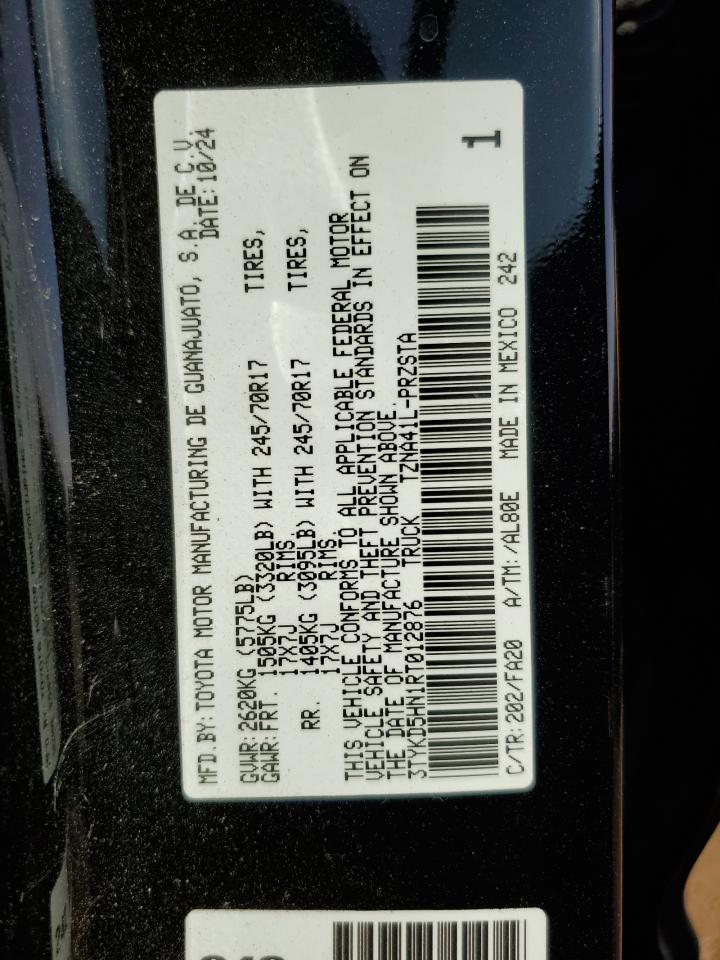 MFD.BY:TOYOTA MOTOR MANUFACTURING DE GUANAJUATO, S.A. DE C.V.
DATE:10/24
GVWR:2620KG (5775LB)
GAWR:FRT. 1505KG (3320LB) WITH 245/70R17 TIRES,
17X7J RIMS.
RR. 1405KG (3095LB) WITH 245/70R17 TIRES,
17X7J RIMS.
THIS VEHICLE CONFORMS TO ALL APPLICABLE FEDERAL MOTOR
VEHICLE SAFETY AND THEFT PREVENTION STANDARDS IN EFFECT ON
THE DATE OF MANUFACTURE SHOWN ABOVE.
3TYKD5HN1RT012876 TRUCK TZNA41L-PRZSTA
1
C/TR:202/FA20 A/TM:/AL80E MADE IN MEXICO 242